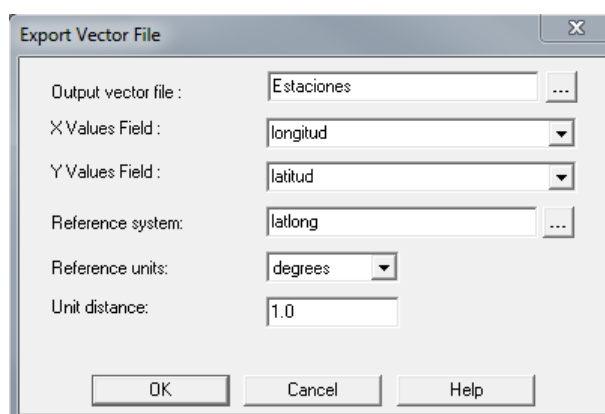 Export Vector File
Output vector file : Estaciones ...
X Values Field : longitud
Y Values Field : latitud
Reference system: latlong ...
Reference units: degrees
Unit distance: 1.0
OK Cancel Help